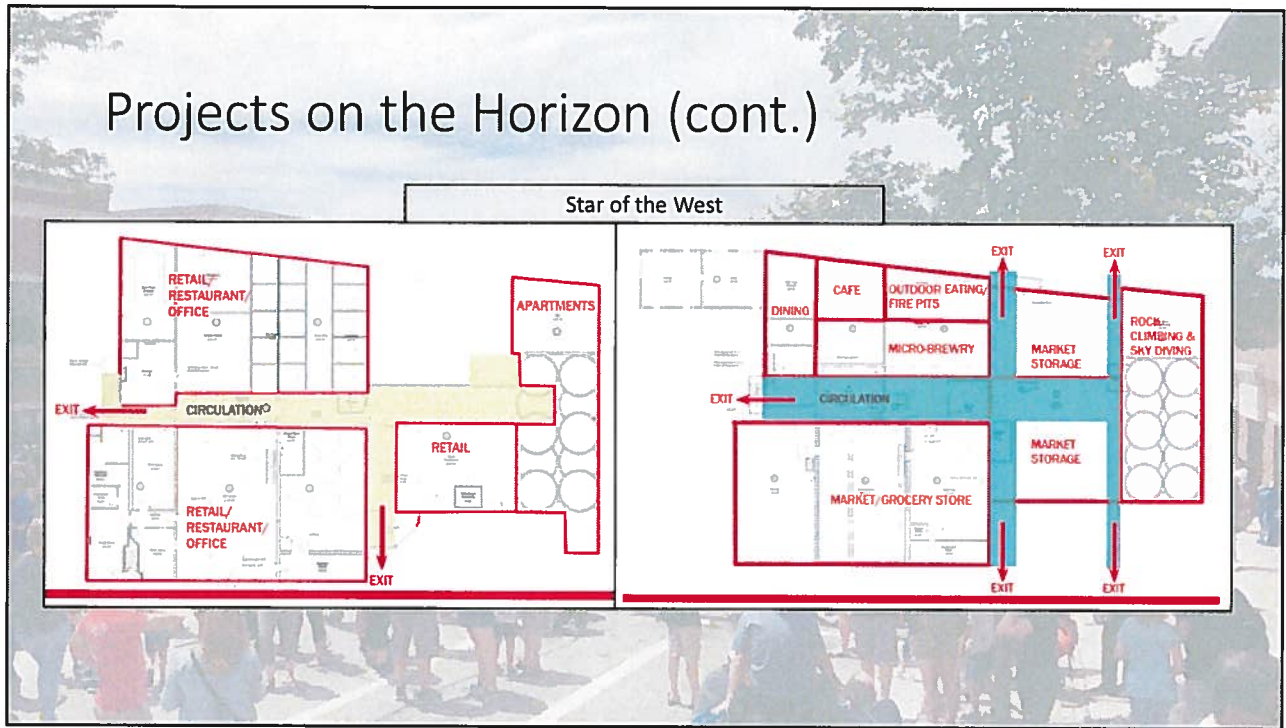 Projects on the Horizon (cont.)
Star of the West
RETAIL/
RESTAURANT/
OFFICE
APARTMENTS
EXIT
CIRCULATION
RETAIL
RETAIL/
RESTAURANT/
OFFICE
EXIT
EXIT
EXIT
DINING
CAFE
OUTDOOR EATING/
FIRE PITS
MICRO-BREWRY
MARKET
STORAGE
ROCK
CLIMBING &
SKY DIVING
EXIT
CIRCULATION
MARKET/GROCERY STORE
MARKET
STORAGE
EXIT
EXIT